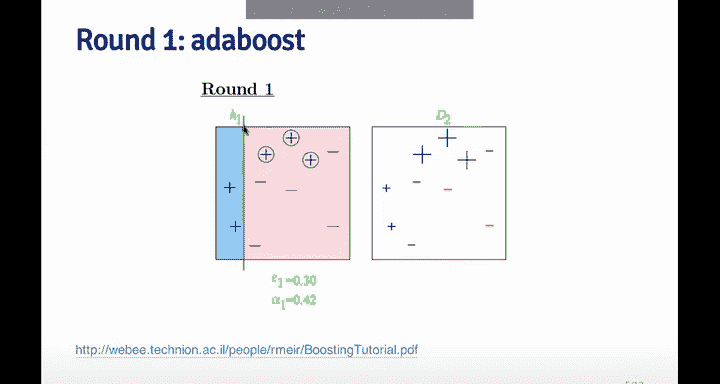 Round 1: adaboost
Round 1
h1
D2
ε1=0.30
α1=0.42
http://webee.technion.ac.il/people/rmeir/BoostingTutorial.pdf